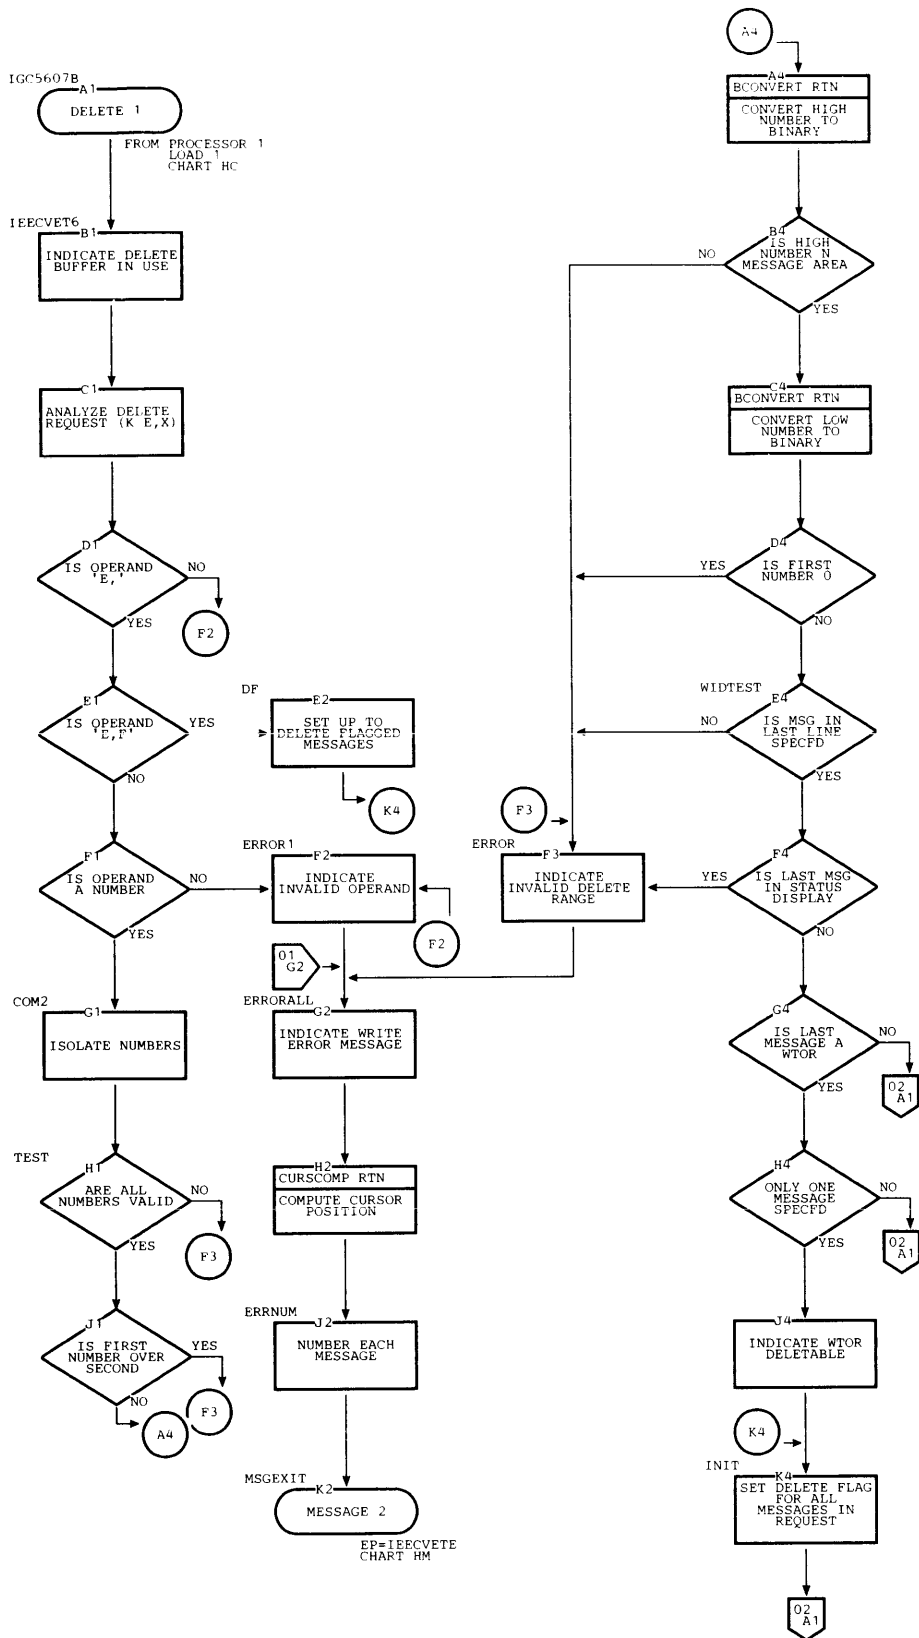 IGC5607B
A1
DELETE 1
FROM PROCESSOR 1
LOAD 1
CHART HC
IEECVET6
B1
INDICATE DELETE
BUFFER IN USE
C1
ANALYZE DELETE
REQUEST (K E,X)
D1
IS OPERAND
'E,'
NO
YES
F2
E1
IS OPERAND
'E,F'
YES
NO
DF
E2
SET UP TO
DELETE FLAGGED
MESSAGES
K4
F1
IS OPERAND
A NUMBER
NO
YES
ERROR1
F2
INDICATE
INVALID OPERAND
F2
01
G2
COM2
G1
ISOLATE NUMBERS
ERRORALL
G2
INDICATE WRITE
ERROR MESSAGE
TEST
H1
ARE ALL
NUMBERS VALID
NO
YES
F3
H2
CURSCOMP RTN
COMPUTE CURSOR
POSITION
J1
IS FIRST
NUMBER OVER
SECOND
YES
NO
A4
F3
ERRNUM
J2
NUMBER EACH
MESSAGE
MSGEXIT
K2
MESSAGE 2
EP=IEECVETE
CHART HM
F3
ERROR
F3
INDICATE
INVALID DELETE
RANGE
A4
A4
BCONVERT RTN
CONVERT HIGH
NUMBER TO
BINARY
B4
IS HIGH
NUMBER N
MESSAGE AREA
NO
YES
C4
BCONVERT RTN
CONVERT LOW
NUMBER TO
BINARY
D4
IS FIRST
NUMBER 0
YES
NO
WIDTEST
E4
IS MSG IN
LAST LINE
SPECFD
NO
YES
F4
IS LAST MSG
IN STATUS
DISPLAY
YES
NO
G4
IS LAST
MESSAGE A
WTOR
NO
YES
02
A1
H4
ONLY ONE
MESSAGE
SPECFD
NO
YES
02
A1
J4
INDICATE WTOR
DELETABLE
K4
INIT
K4
SET DELETE FLAG
FOR ALL
MESSAGES IN
REQUEST
02
A1